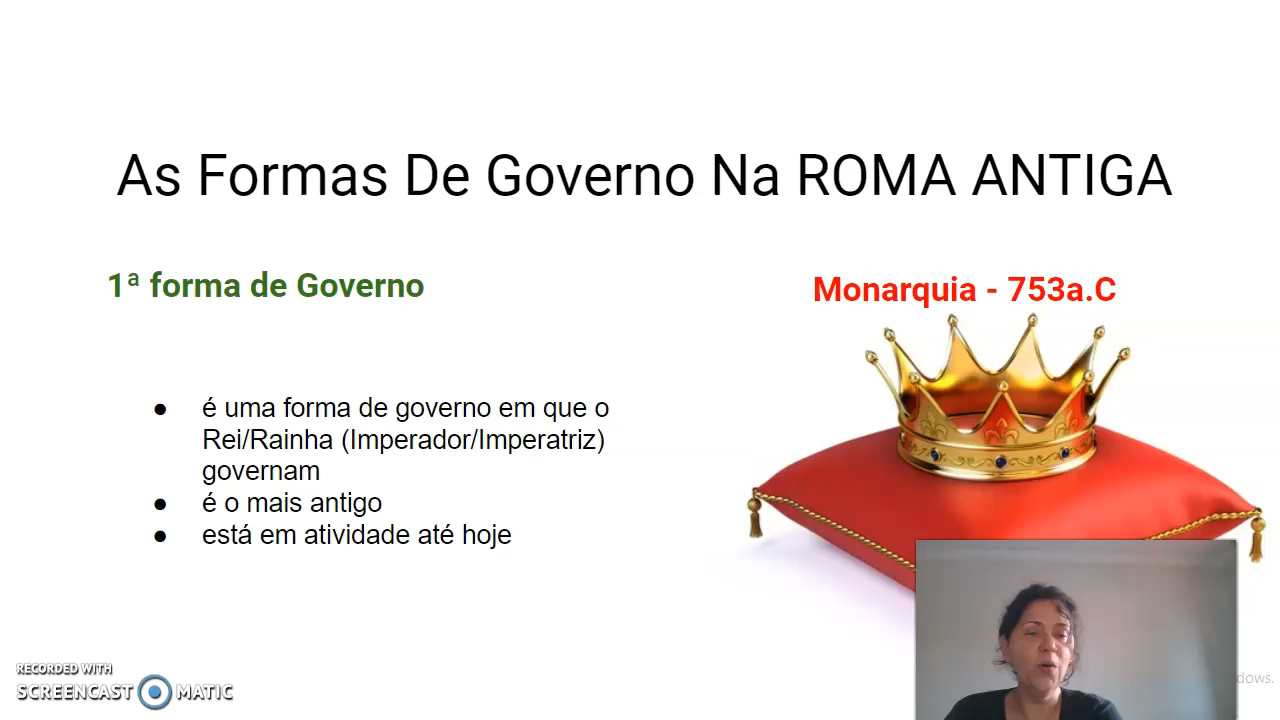 As Formas De Governo Na ROMA ANTIGA
1ª forma de Governo
Monarquia - 753a.C
● é uma forma de governo em que o
Rei/Rainha (Imperador/Imperatriz)
governam
● é o mais antigo
● está em atividade até hoje
RECORDED WITH
SCREENCAST MATIC
dows.